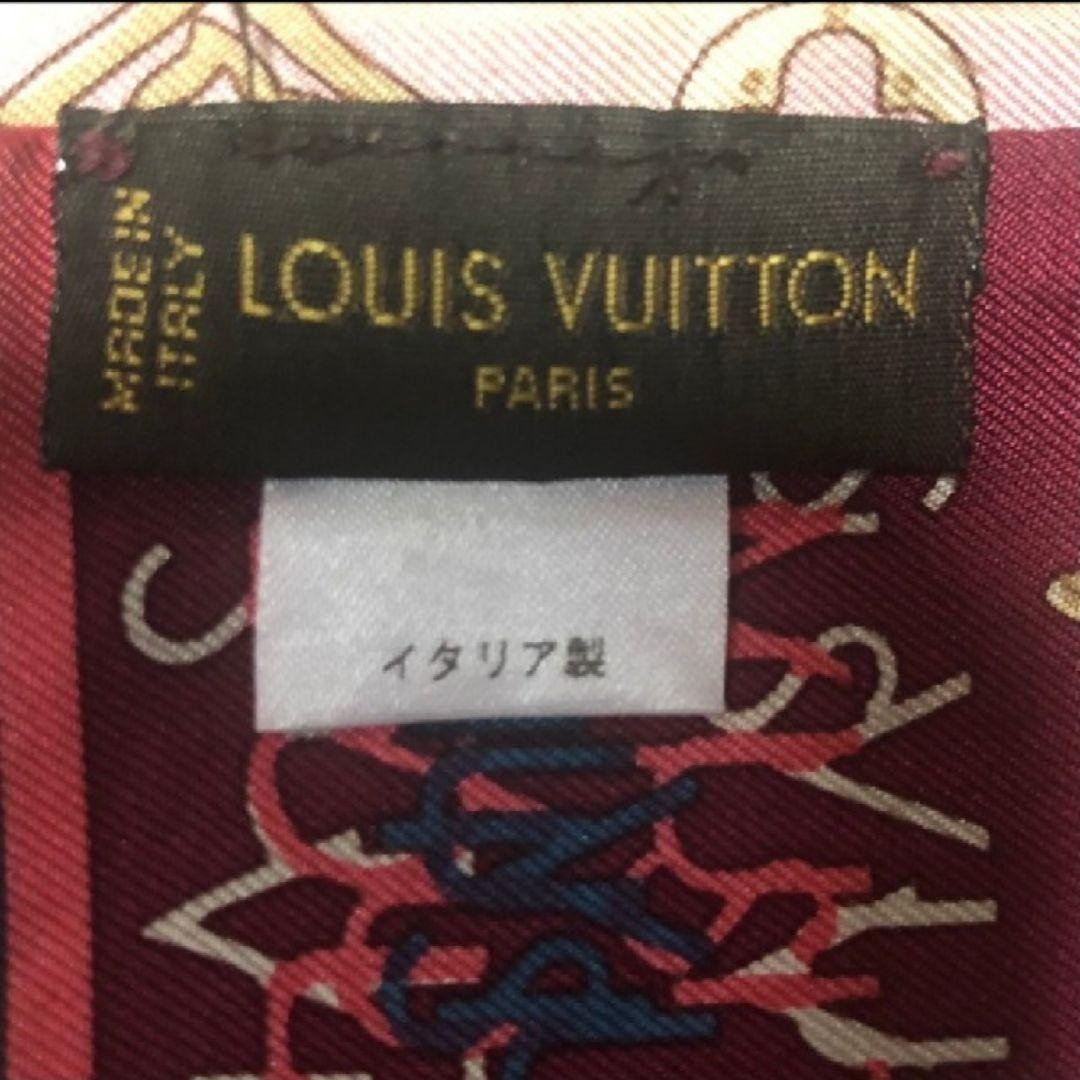 MADE IN
ITALY
LOUIS VUITTON
PARIS
イタリア製